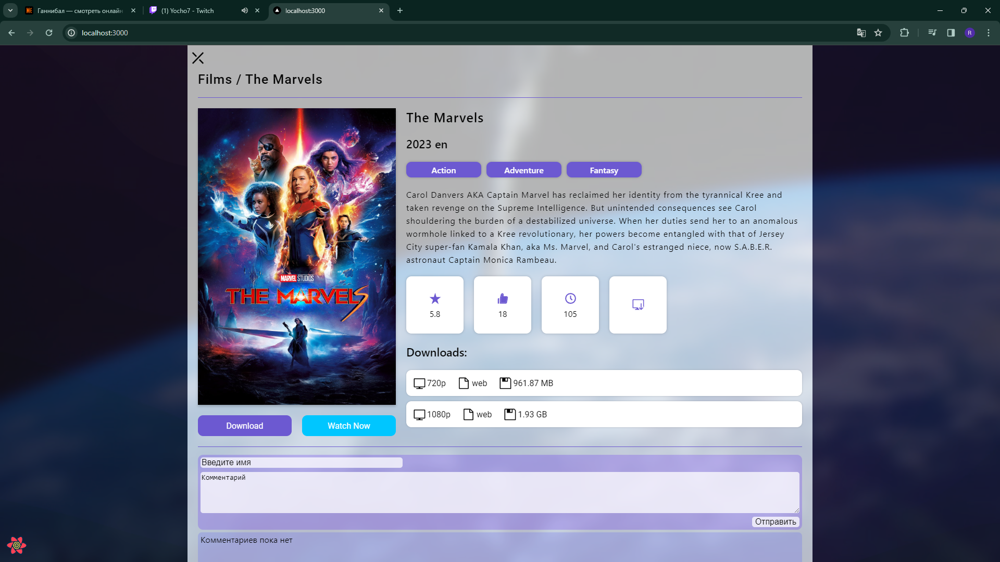 Ганнибал — смотреть онлайн
(1) Yocho7 - Twitch
localhost:3000
localhost:3000
R
Films / The Marvels
The Marvels
2023 en
Action
Adventure
Fantasy
Carol Danvers AKA Captain Marvel has reclaimed her identity from the tyrannical Kree and
taken revenge on the Supreme Intelligence. But unintended consequences see Carol
shouldering the burden of a destabilized universe. When her duties send her to an anomalous
wormhole linked to a Kree revolutionary, her powers become entangled with that of Jersey
City super-fan Kamala Khan, aka Ms. Marvel, and Carol's estranged niece, now S.A.B.E.R.
astronaut Captain Monica Rambeau.
MARVEL STUDIOS
THE MARVELS
5.8
18
105
Downloads:
720p web 961.87 MB
1080p web 1.93 GB
Download
Watch Now
Введите имя
Комментарий
Отправить
Комментариев пока нет